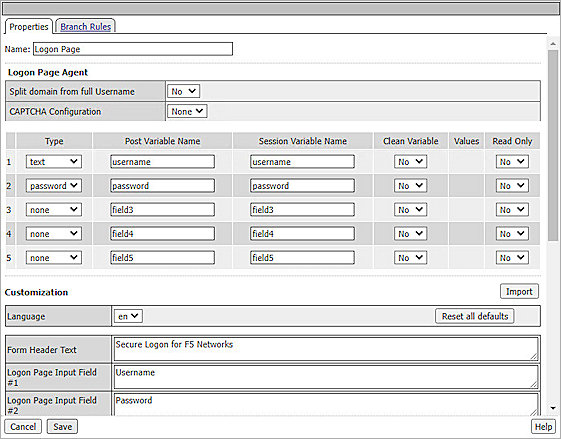 Properties Branch Rules
Name: Logon Page
Logon Page Agent
Split domain from full Username No
CAPTCHA Configuration None
Type Post Variable Name Session Variable Name Clean Variable Values Read Only
1 text username username No No
2 password password password No No
3 none field3 field3 No No
4 none field4 field4 No No
5 none field5 field5 No No
Customization Import
Language en Reset all defaults
Form Header Text Secure Logon for F5 Networks
Logon Page Input Field Username
#1
Logon Page Input Field Password
#2
Cancel Save Help